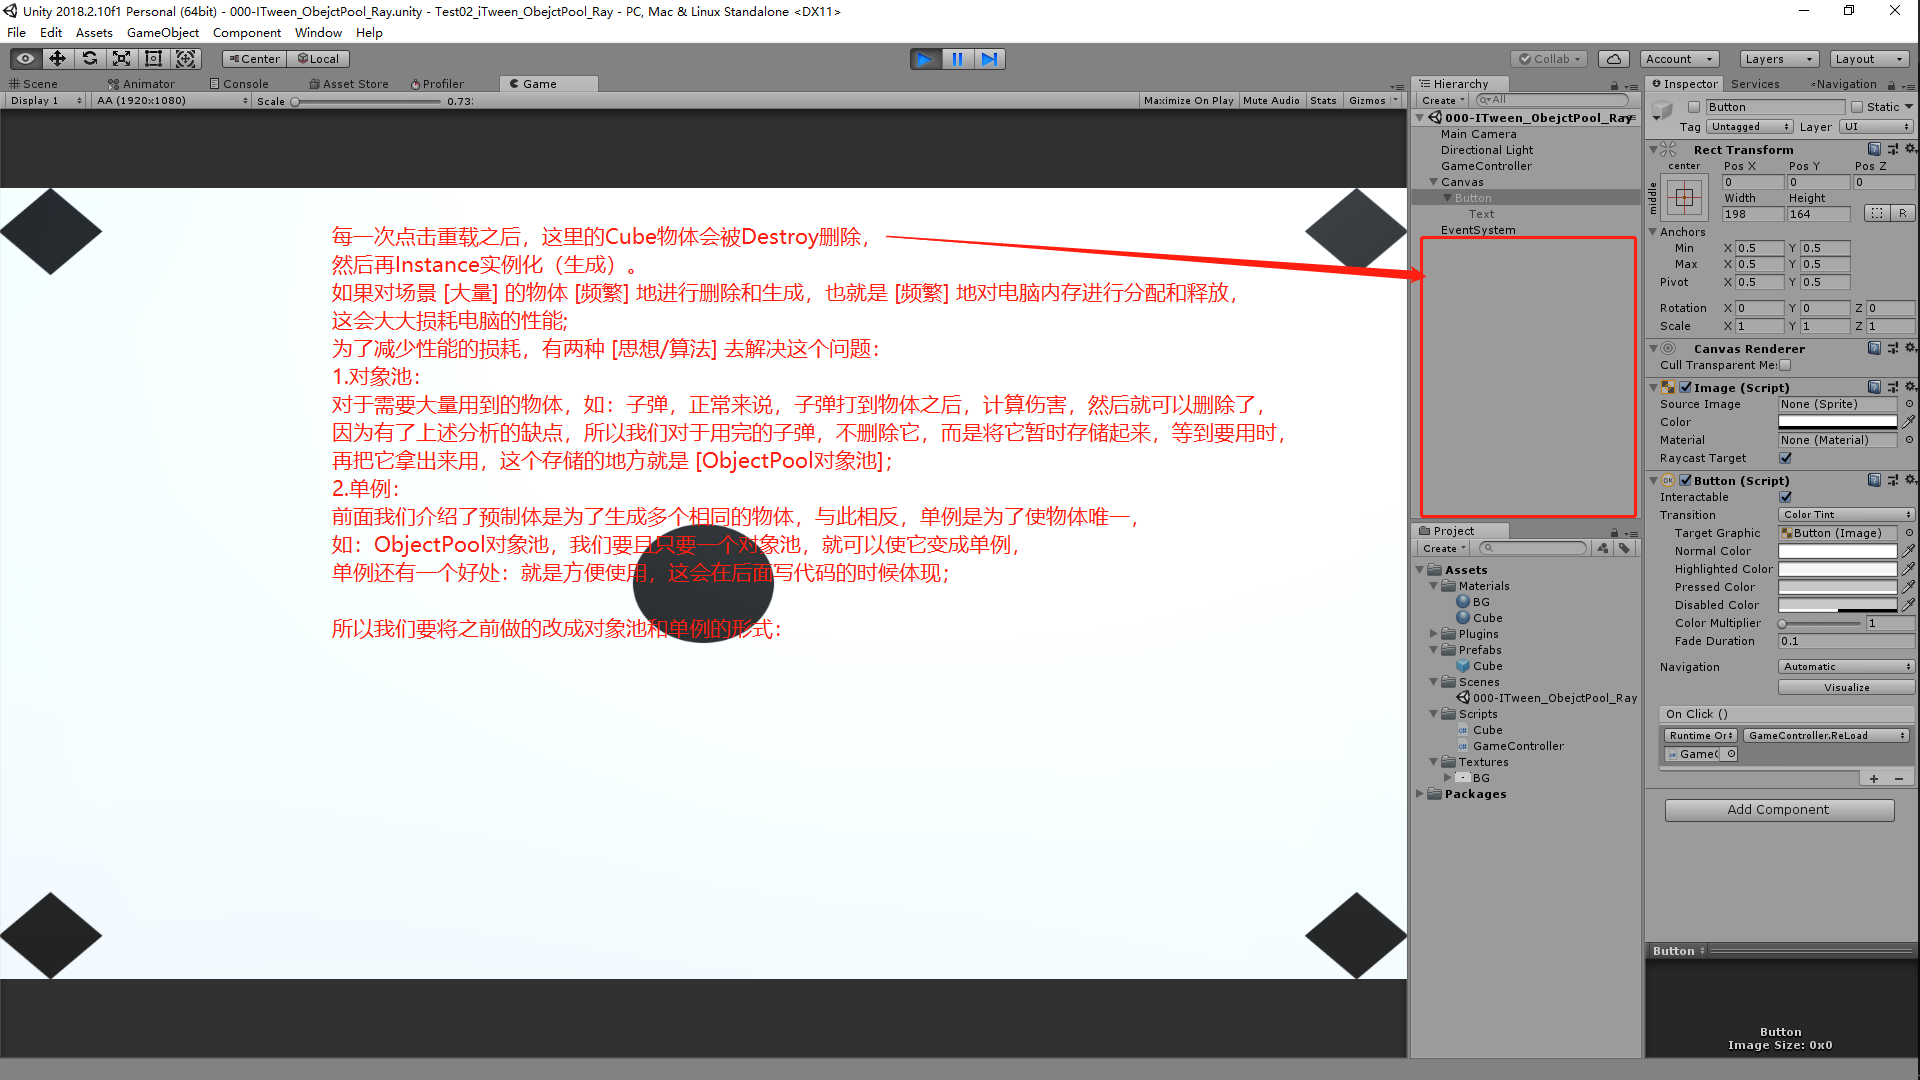 Unity 2018.2.10f1 Personal (64bit) - 000-ITween_ObejctPool_Ray.unity - Test02_iTween_ObejctPool_Ray - PC, Mac & Linux Standalone <DX11>
File Edit Assets GameObject Component Window Help
Center Local Collab Account Layers Layout
Scene Animator Console Asset Store Profiler Game
Display 1 AA (1920x1080) Scale 0.73 Maximize On Play Mute Audio Stats Gizmos
每一次点击重载之后，这里的Cube物体会被Destroy删除，
然后再Instance实例化（生成）。
如果对场景 [大量] 的物体 [频繁] 地进行删除和生成，也就是 [频繁] 地对电脑内存进行分配和释放，
这会大大损耗电脑的性能;
为了减少性能的损耗，有两种 [思想/算法] 去解决这个问题：
1.对象池：
对于需要大量用到的物体，如：子弹，正常来说，子弹打到物体之后，计算伤害，然后就可以删除了，
因为有了上述分析的缺点，所以我们对于用完的子弹，不删除它，而是将它暂时存储起来，等到要用时，
再把它拿出来用，这个存储的地方就是 [ObjectPool对象池]；
2.单例：
前面我们介绍了预制体是为了生成多个相同的物体，与此相反，单例是为了使物体唯一，
如：ObjectPool对象池，我们要且只要一个对象池，就可以使它变成单例，
单例还有一个好处：就是方便使用，这会在后面写代码的时候体现；
所以我们要将之前做的改成对象池和单例的形式：
Hierarchy
Create All
000-ITween_ObejctPool_Ray
Main Camera
Directional Light
GameController
Canvas
Button
Text
EventSystem
Project
Create
Assets
Materials
BG
Cube
Plugins
Prefabs
Cube
Scenes
000-ITween_ObejctPool_Ray
Scripts
Cube
GameController
Textures
BG
Packages
Inspector Services Navigation
Button Static
Tag Untagged Layer UI
Rect Transform
center Pos X Pos Y Pos Z
middle 0 0 0
Width Height
198 164 R
Anchors
Min X 0.5 Y 0.5
Max X 0.5 Y 0.5
Pivot X 0.5 Y 0.5
Rotation X 0 Y 0 Z 0
Scale X 1 Y 1 Z 1
Canvas Renderer
Cull Transparent Me
Image (Script)
Source Image None (Sprite)
Color
Material None (Material)
Raycast Target
Button (Script)
Interactable
Transition Color Tint
Target Graphic Button (Image)
Normal Color
Highlighted Color
Pressed Color
Disabled Color
Color Multiplier 1
Fade Duration 0.1
Navigation Automatic
Visualize
On Click ()
Runtime Or GameController.ReLoad
GameC
+ −
Add Component
Button
Button
Image Size: 0x0